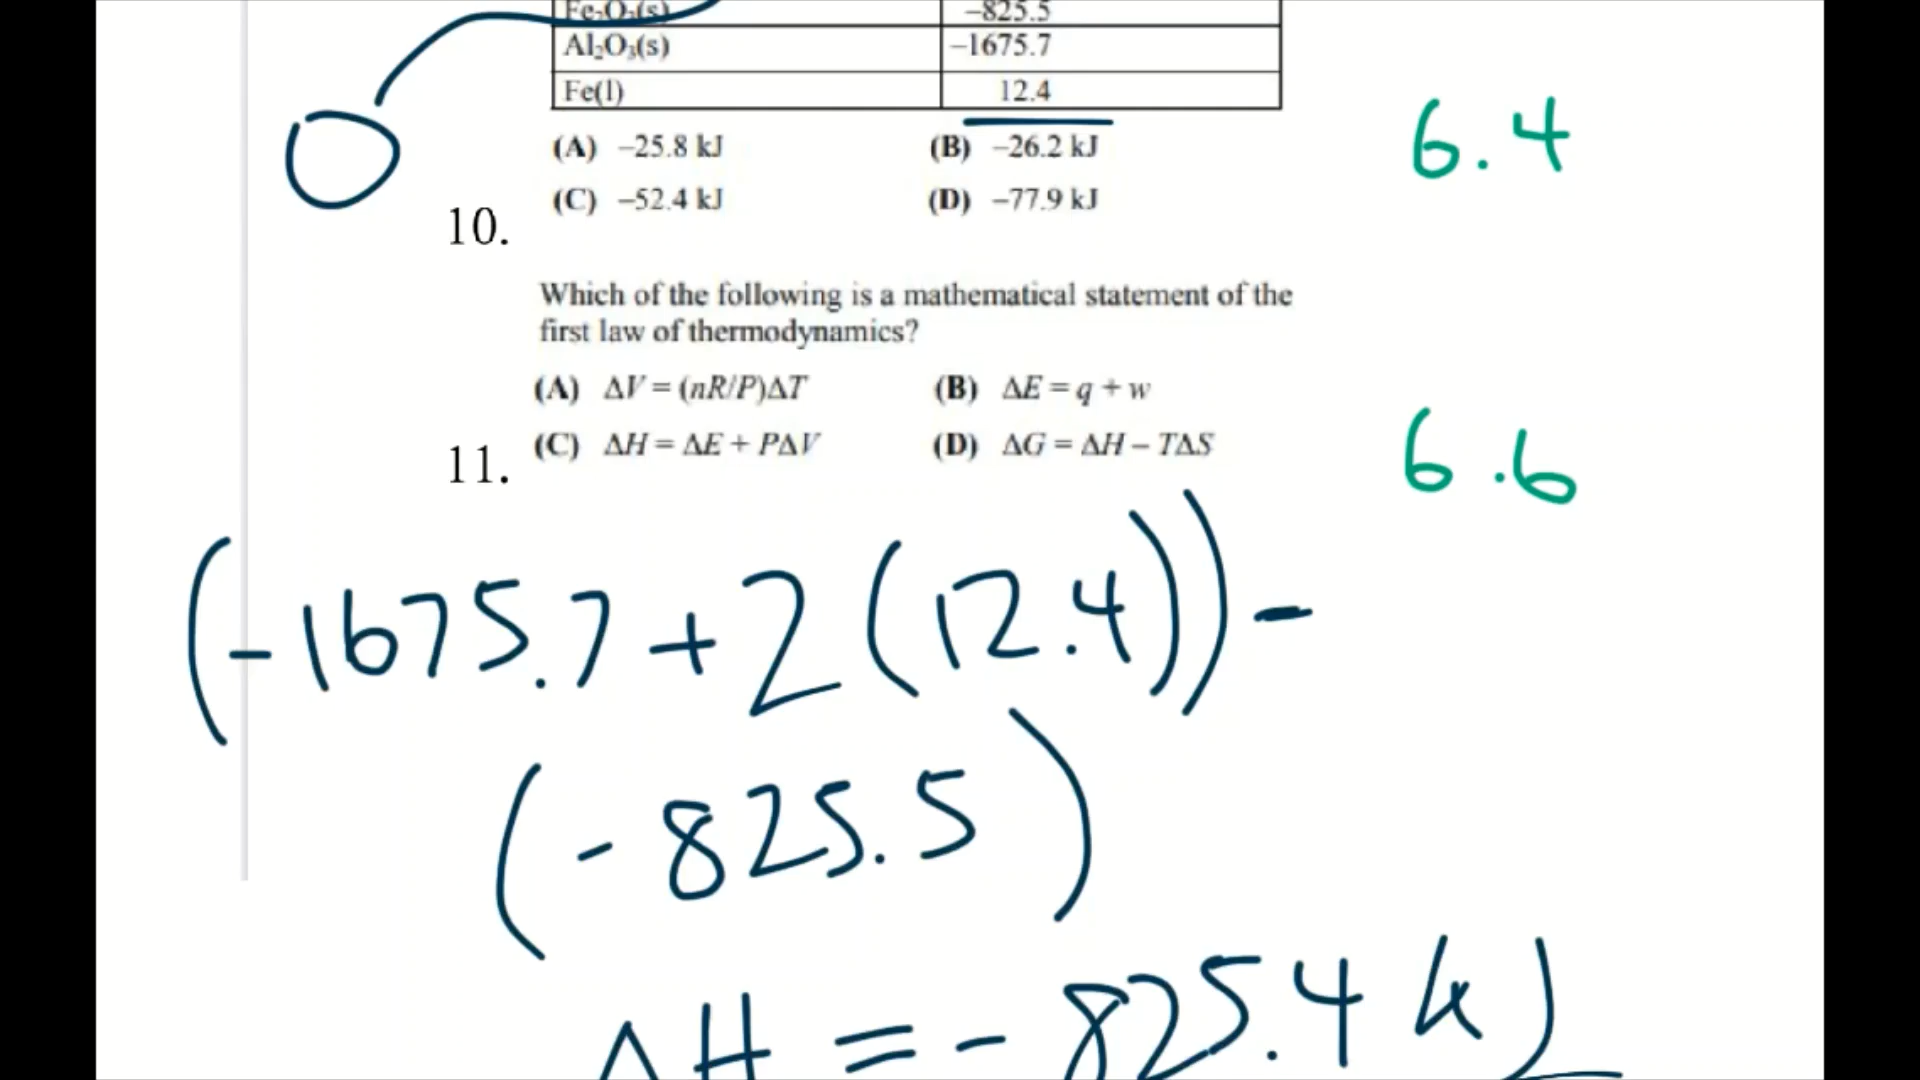 Fe₂O₃(s) −825.5
Al₂O₃(s) −1675.7
Fe(l) 12.4
(A) −25.8 kJ (B) −26.2 kJ
(C) −52.4 kJ (D) −77.9 kJ
10.
6.4
Which of the following is a mathematical statement of the
first law of thermodynamics?
(A) ΔV = (nR/P)ΔT (B) ΔE = q + w
(C) ΔH = ΔE + PΔV (D) ΔG = ΔH – TΔS
11.
6.6
(-1675.7+2(12.4))-
(-825.5)
ΔH = -825.4 kJ